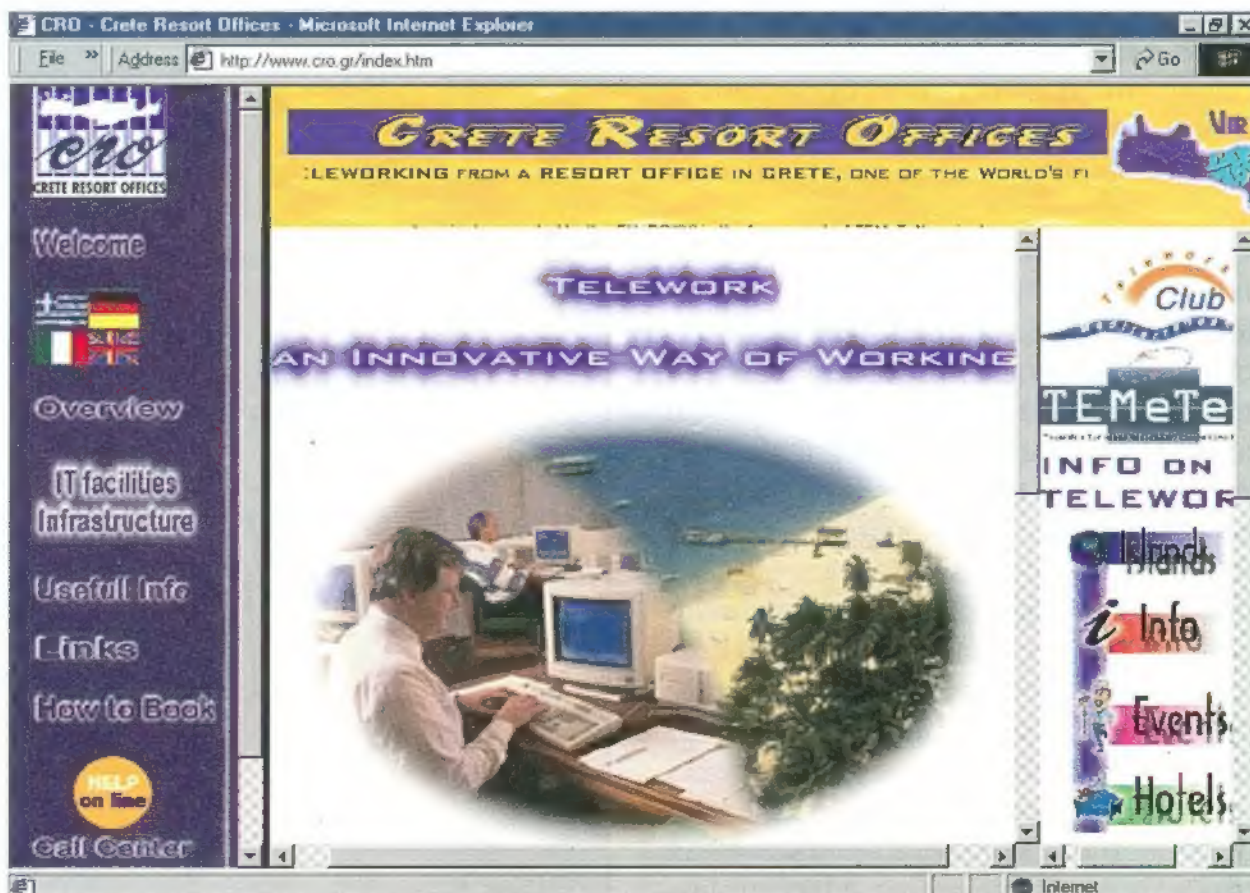 CRO - Crete Resort Offices - Microsoft Internet Explorer
File » Address http://www.cro.gr/index.htm Go
cro
CRETE RESORT OFFICES
Welcome
Overview
IT facilities
Infrastructure
Usefull Info
Links
How to Book
HELP
on line
Call Center
CRETE RESORT OFFICES
LEWORKING FROM A RESORT OFFICE IN CRETE, ONE OF THE WORLD'S FI
TELEWORK
AN INNOVATIVE WAY OF WORKING
Telework
Club
TEMeTe
INFO ON
TELEWOR
Islands
i Info
Events
Hotels
Internet